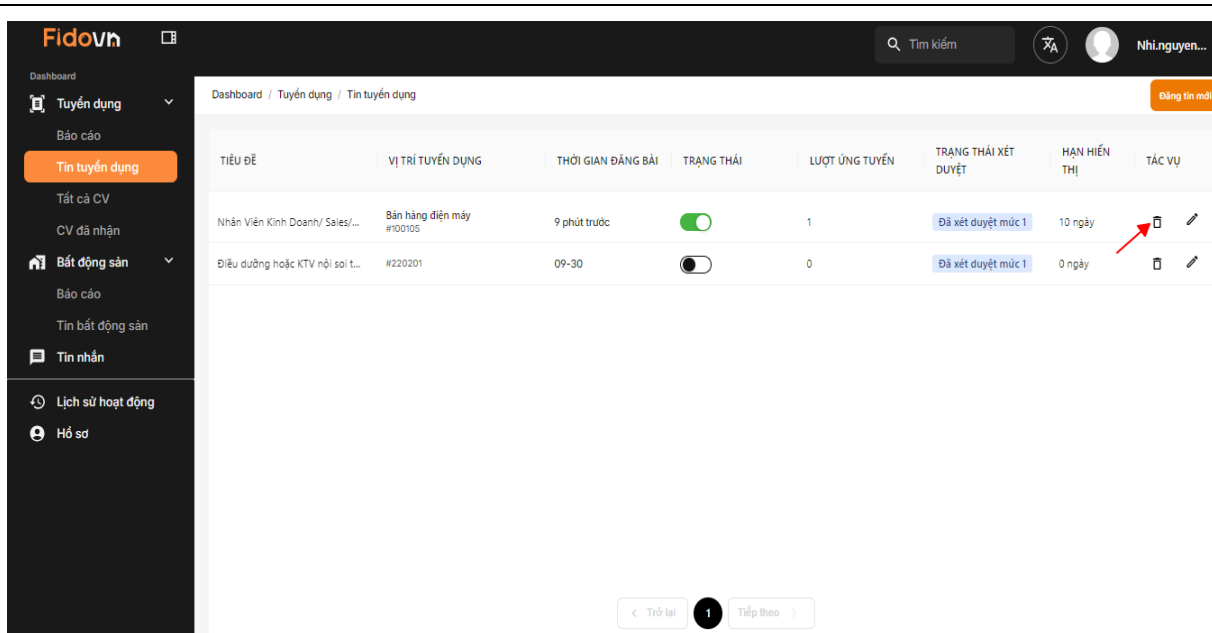 Fidovn
Tìm kiếm
Nhi.nguyen...
Dashboard
Tuyển dụng
Báo cáo
Tin tuyển dụng
Tất cả CV
CV đã nhận
Bất động sản
Báo cáo
Tin bất động sản
Tin nhắn
Lịch sử hoạt động
Hồ sơ
Dashboard / Tuyển dụng / Tin tuyển dụng
Đăng tin mới
TIÊU ĐỀ
VỊ TRÍ TUYỂN DỤNG
THỜI GIAN ĐĂNG BÀI
TRẠNG THÁI
LƯỢT ỨNG TUYỂN
TRẠNG THÁI XÉT
DUYỆT
HẠN HIỂN
THỊ
TÁC VỤ
Nhân Viên Kinh Doanh/ Sales/...
Bán hàng điện máy
#100105
9 phút trước
1
Đã xét duyệt mức 1
10 ngày
Điều dưỡng hoặc KTV nội soi t...
#220201
09-30
0
Đã xét duyệt mức 1
0 ngày
< Trở lại
1
Tiếp theo >